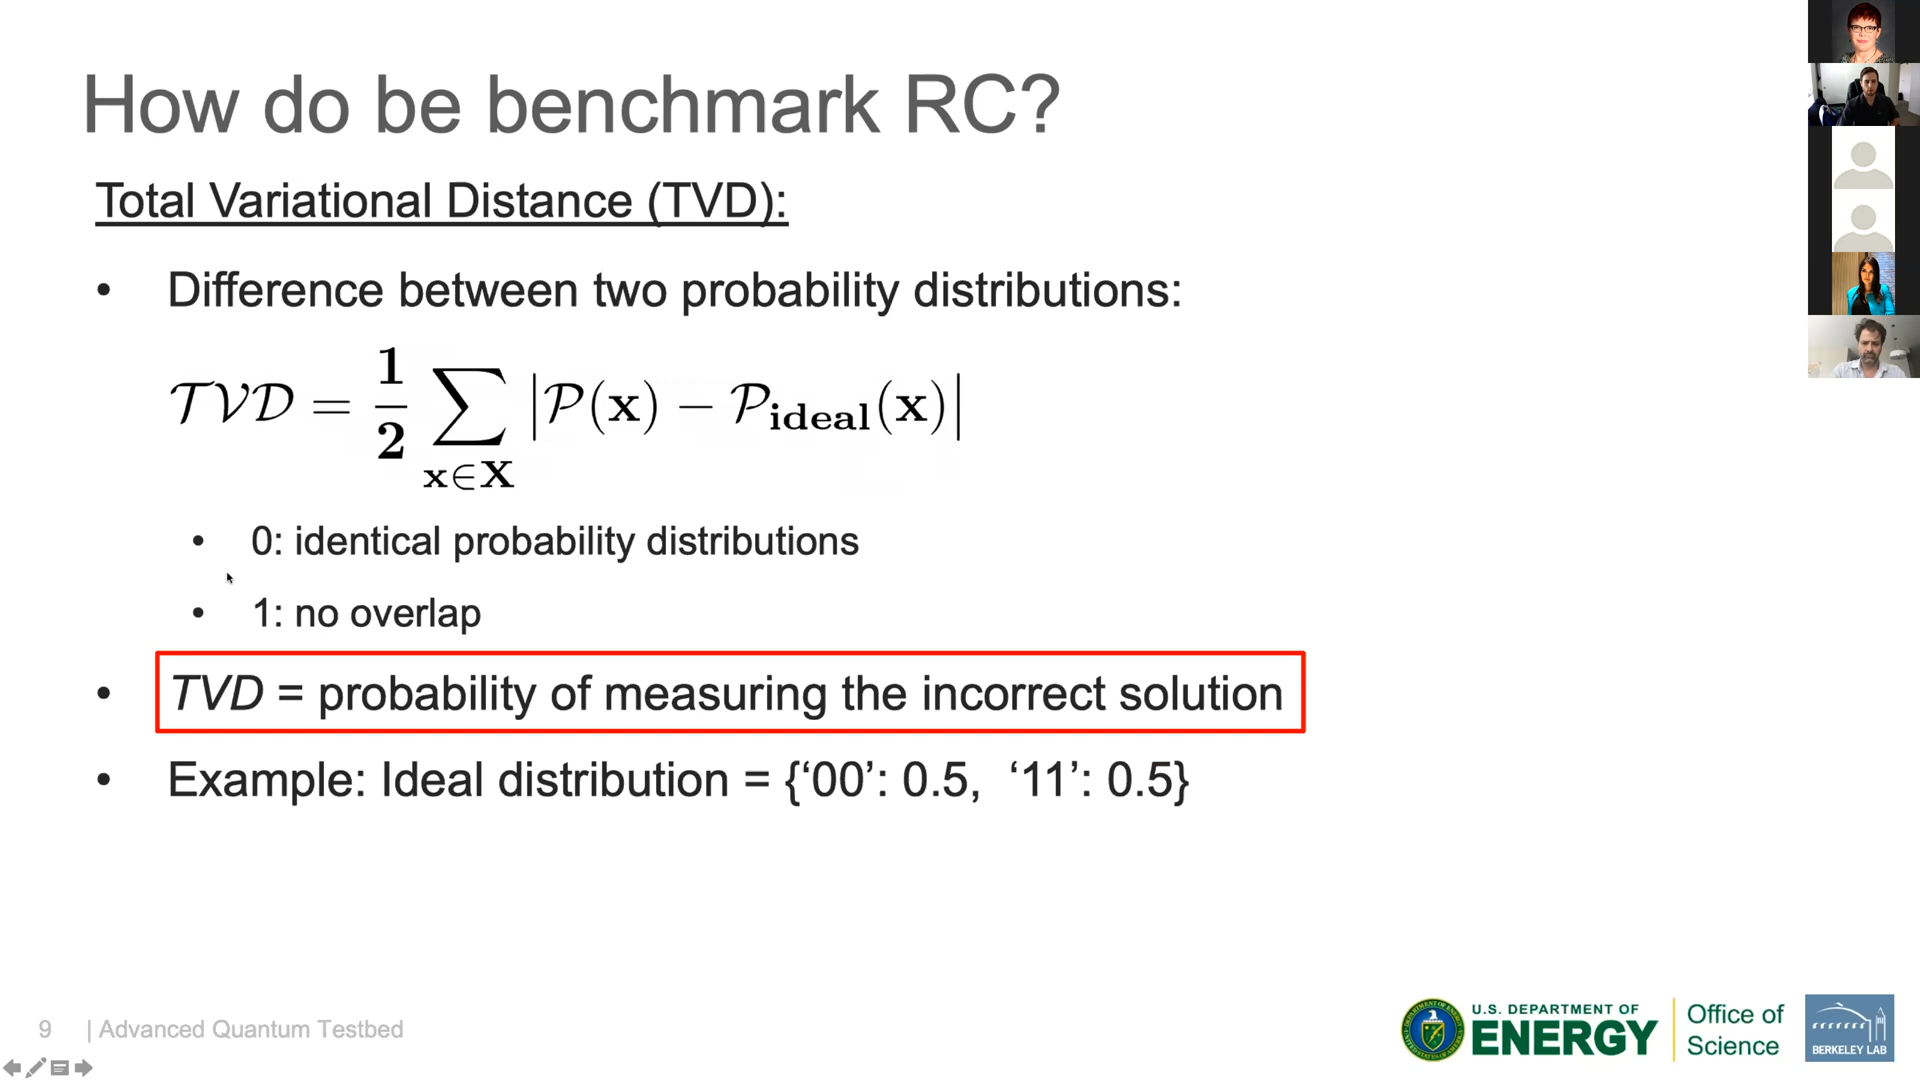 How do be benchmark RC?
Total Variational Distance (TVD):
• Difference between two probability distributions:
𝒯𝒱𝒟 = 1/2 ∑_{x∈X} |𝒫(x) − 𝒫_ideal(x)|
• 0: identical probability distributions
• 1: no overlap
• TVD = probability of measuring the incorrect solution
• Example: Ideal distribution = {‘00’: 0.5, ‘11’: 0.5}
9 | Advanced Quantum Testbed
U.S. DEPARTMENT OF
ENERGY
Office of
Science
BERKELEY LAB